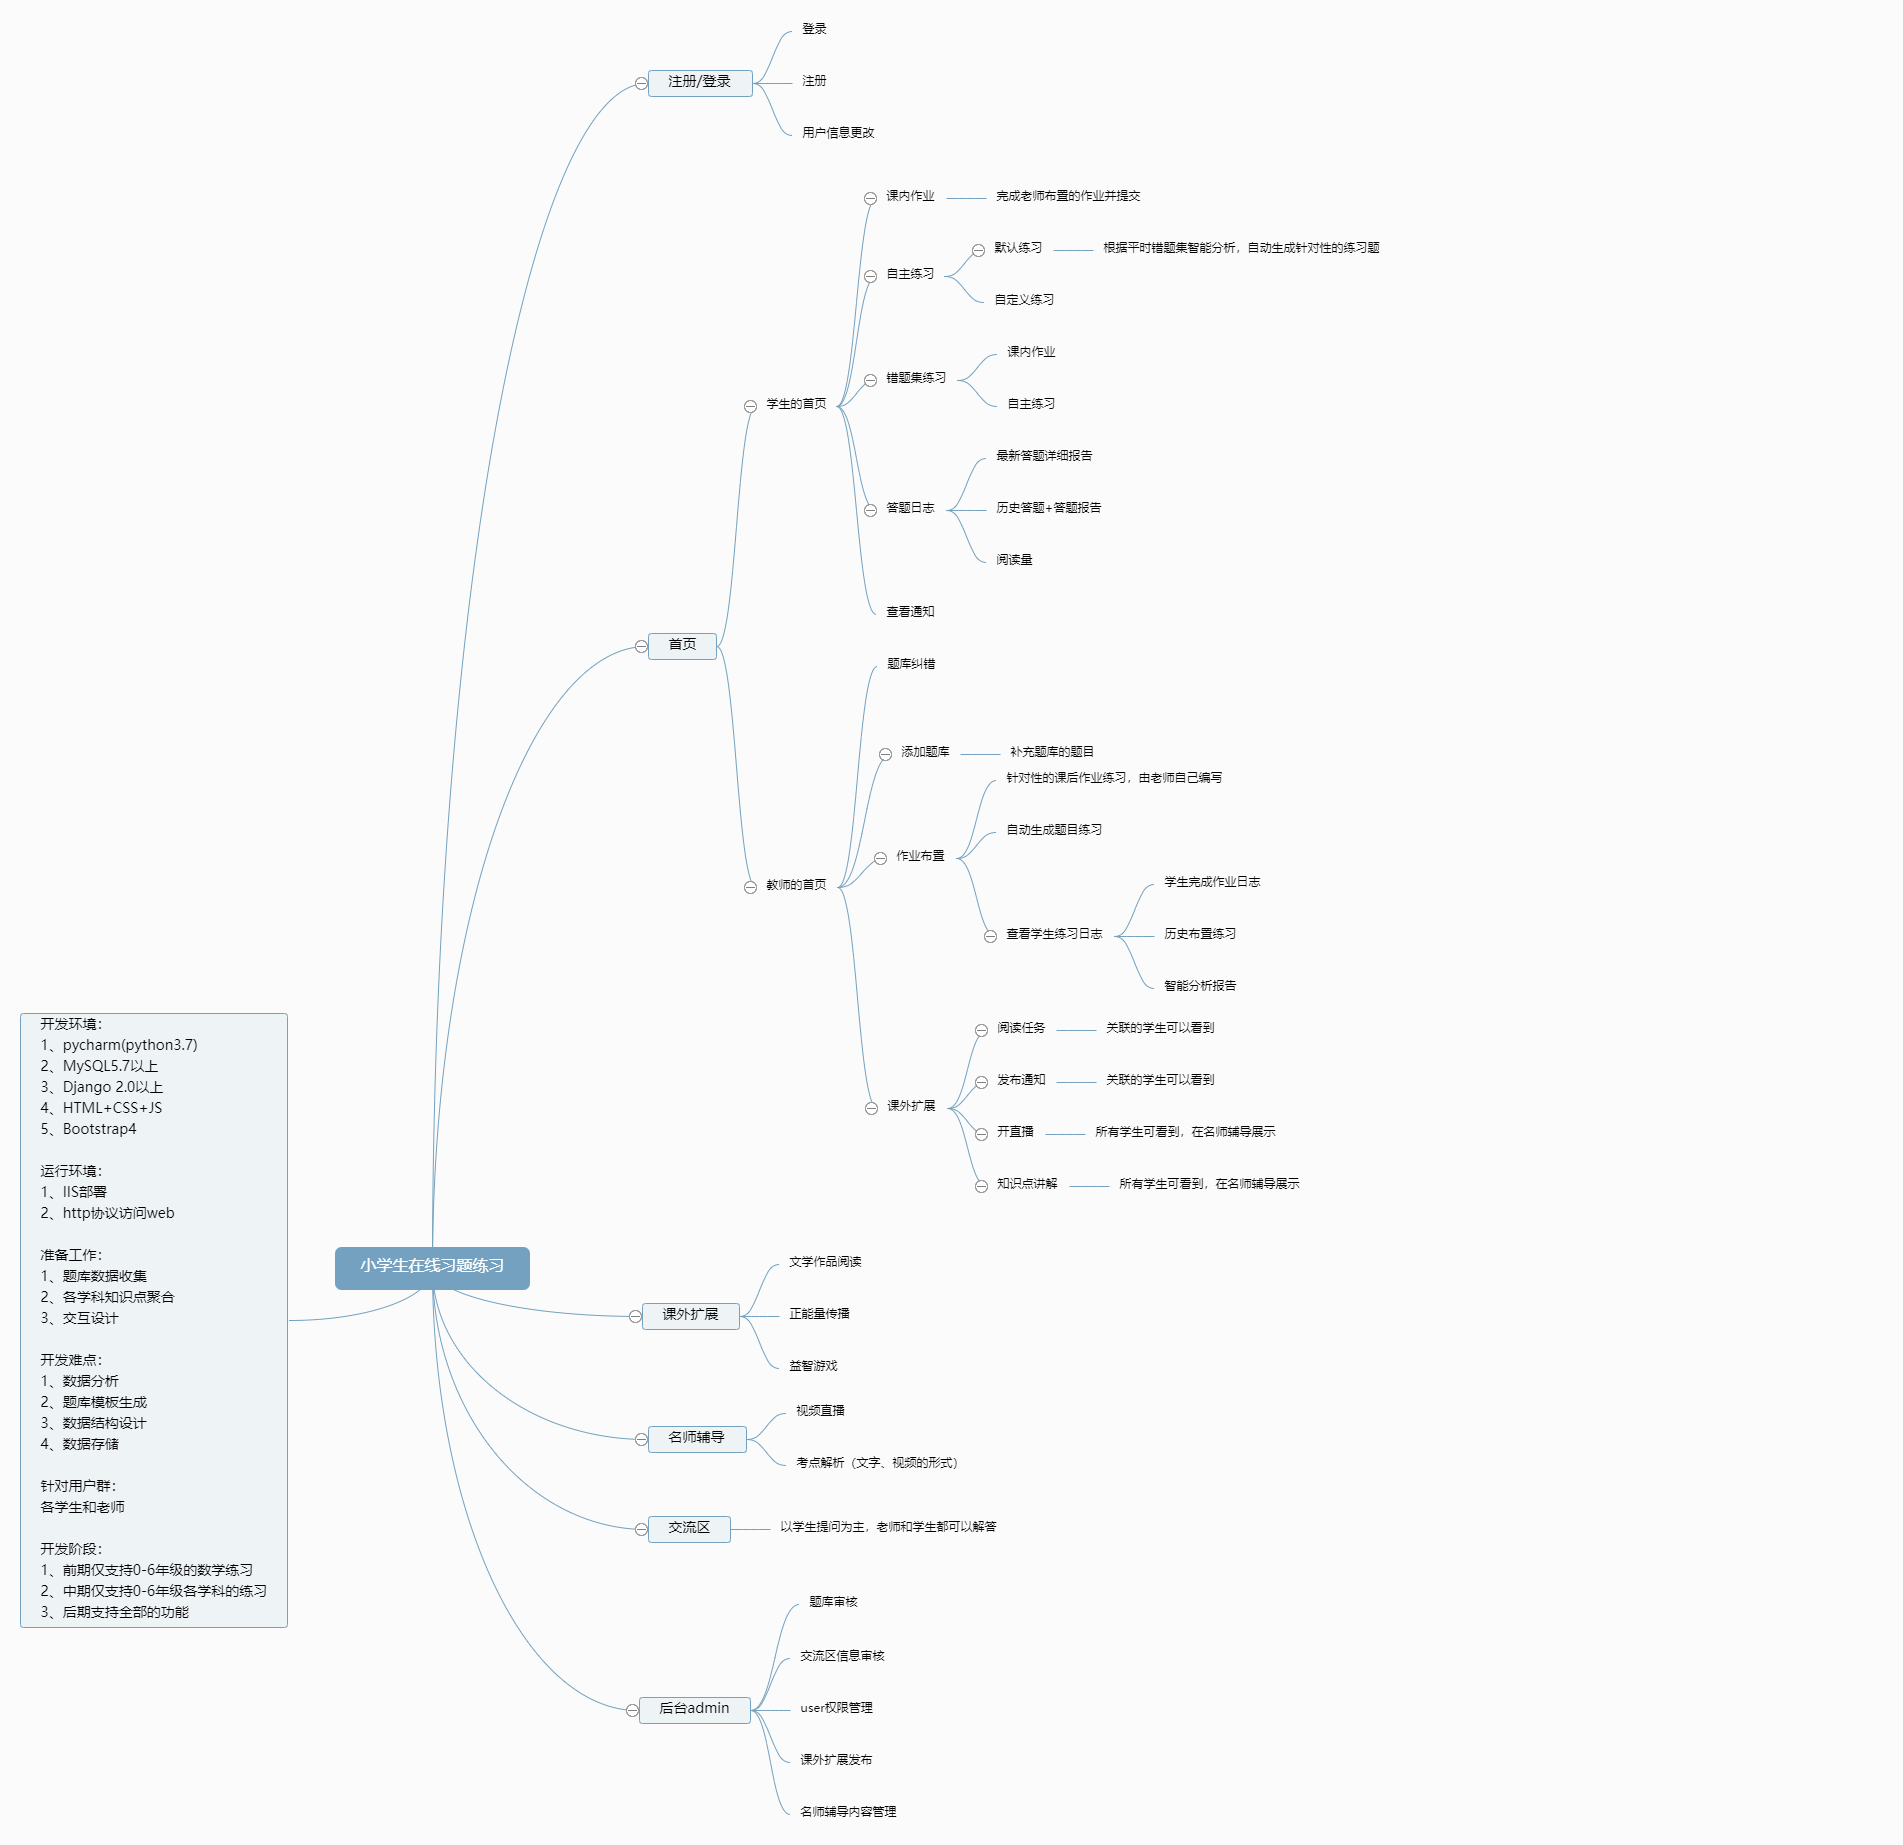 登录
注册/登录
注册
用户信息更改
课内作业
完成老师布置的作业并提交
默认练习
根据平时错题集智能分析，自动生成针对性的练习题
自主练习
自定义练习
课内作业
错题集练习
自主练习
学生的首页
最新答题详细报告
答题日志
历史答题+答题报告
阅读量
查看通知
首页
题库纠错
添加题库
补充题库的题目
针对性的课后作业练习，由老师自己编写
自动生成题目练习
作业布置
教师的首页
学生完成作业日志
查看学生练习日志
历史布置练习
智能分析报告
阅读任务
关联的学生可以看到
发布通知
关联的学生可以看到
课外扩展
开直播
所有学生可看到，在名师辅导展示
知识点讲解
所有学生可看到，在名师辅导展示
开发环境：
1、pycharm(python3.7)
2、MySQL5.7以上
3、Django 2.0以上
4、HTML+CSS+JS
5、Bootstrap4
运行环境：
1、IIS部署
2、http协议访问web
准备工作：
1、题库数据收集
2、各学科知识点聚合
3、交互设计
开发难点：
1、数据分析
2、题库模板生成
3、数据结构设计
4、数据存储
针对用户群：
各学生和老师
开发阶段：
1、前期仅支持0-6年级的数学练习
2、中期仅支持0-6年级各学科的练习
3、后期支持全部的功能
小学生在线习题练习
文学作品阅读
课外扩展
正能量传播
益智游戏
视频直播
名师辅导
考点解析（文字、视频的形式）
交流区
以学生提问为主，老师和学生都可以解答
题库审核
交流区信息审核
后台admin
user权限管理
课外扩展发布
名师辅导内容管理